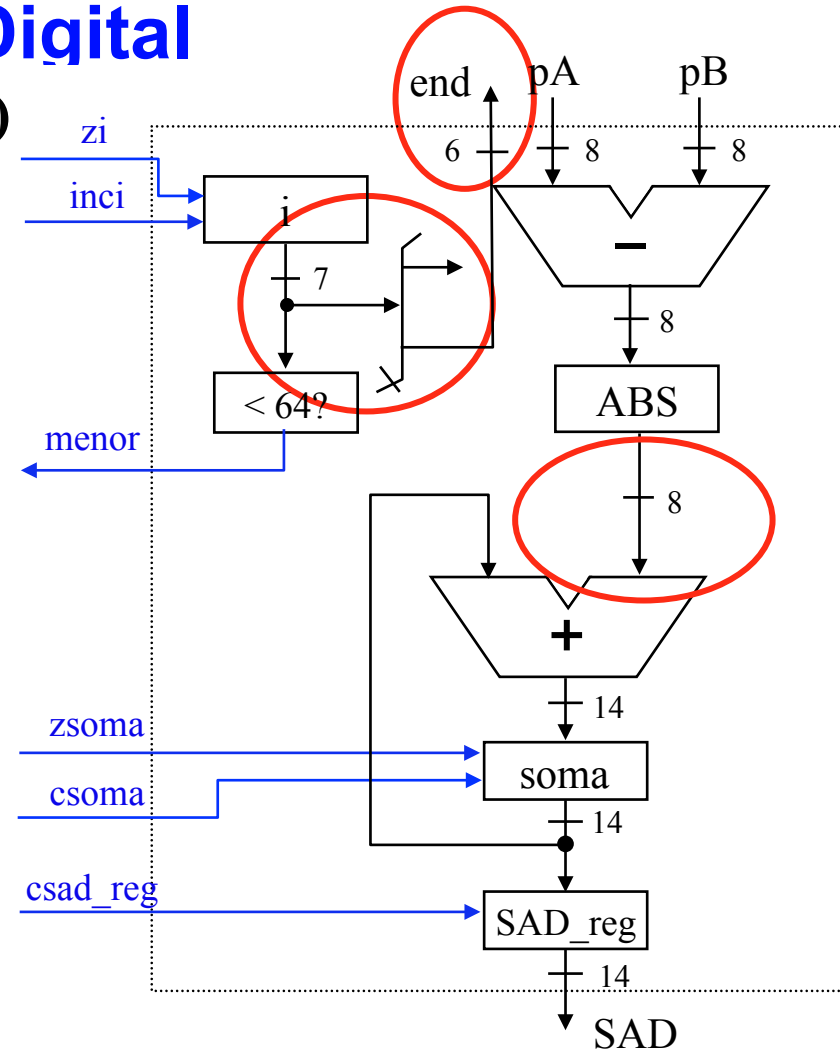 Digital
)
end pA pB
zi
6 8 8
inci
i
−
7
8
< 64?
ABS
menor
8
+
14
zsoma
soma
csoma
14
csad_reg
SAD_reg
14
SAD